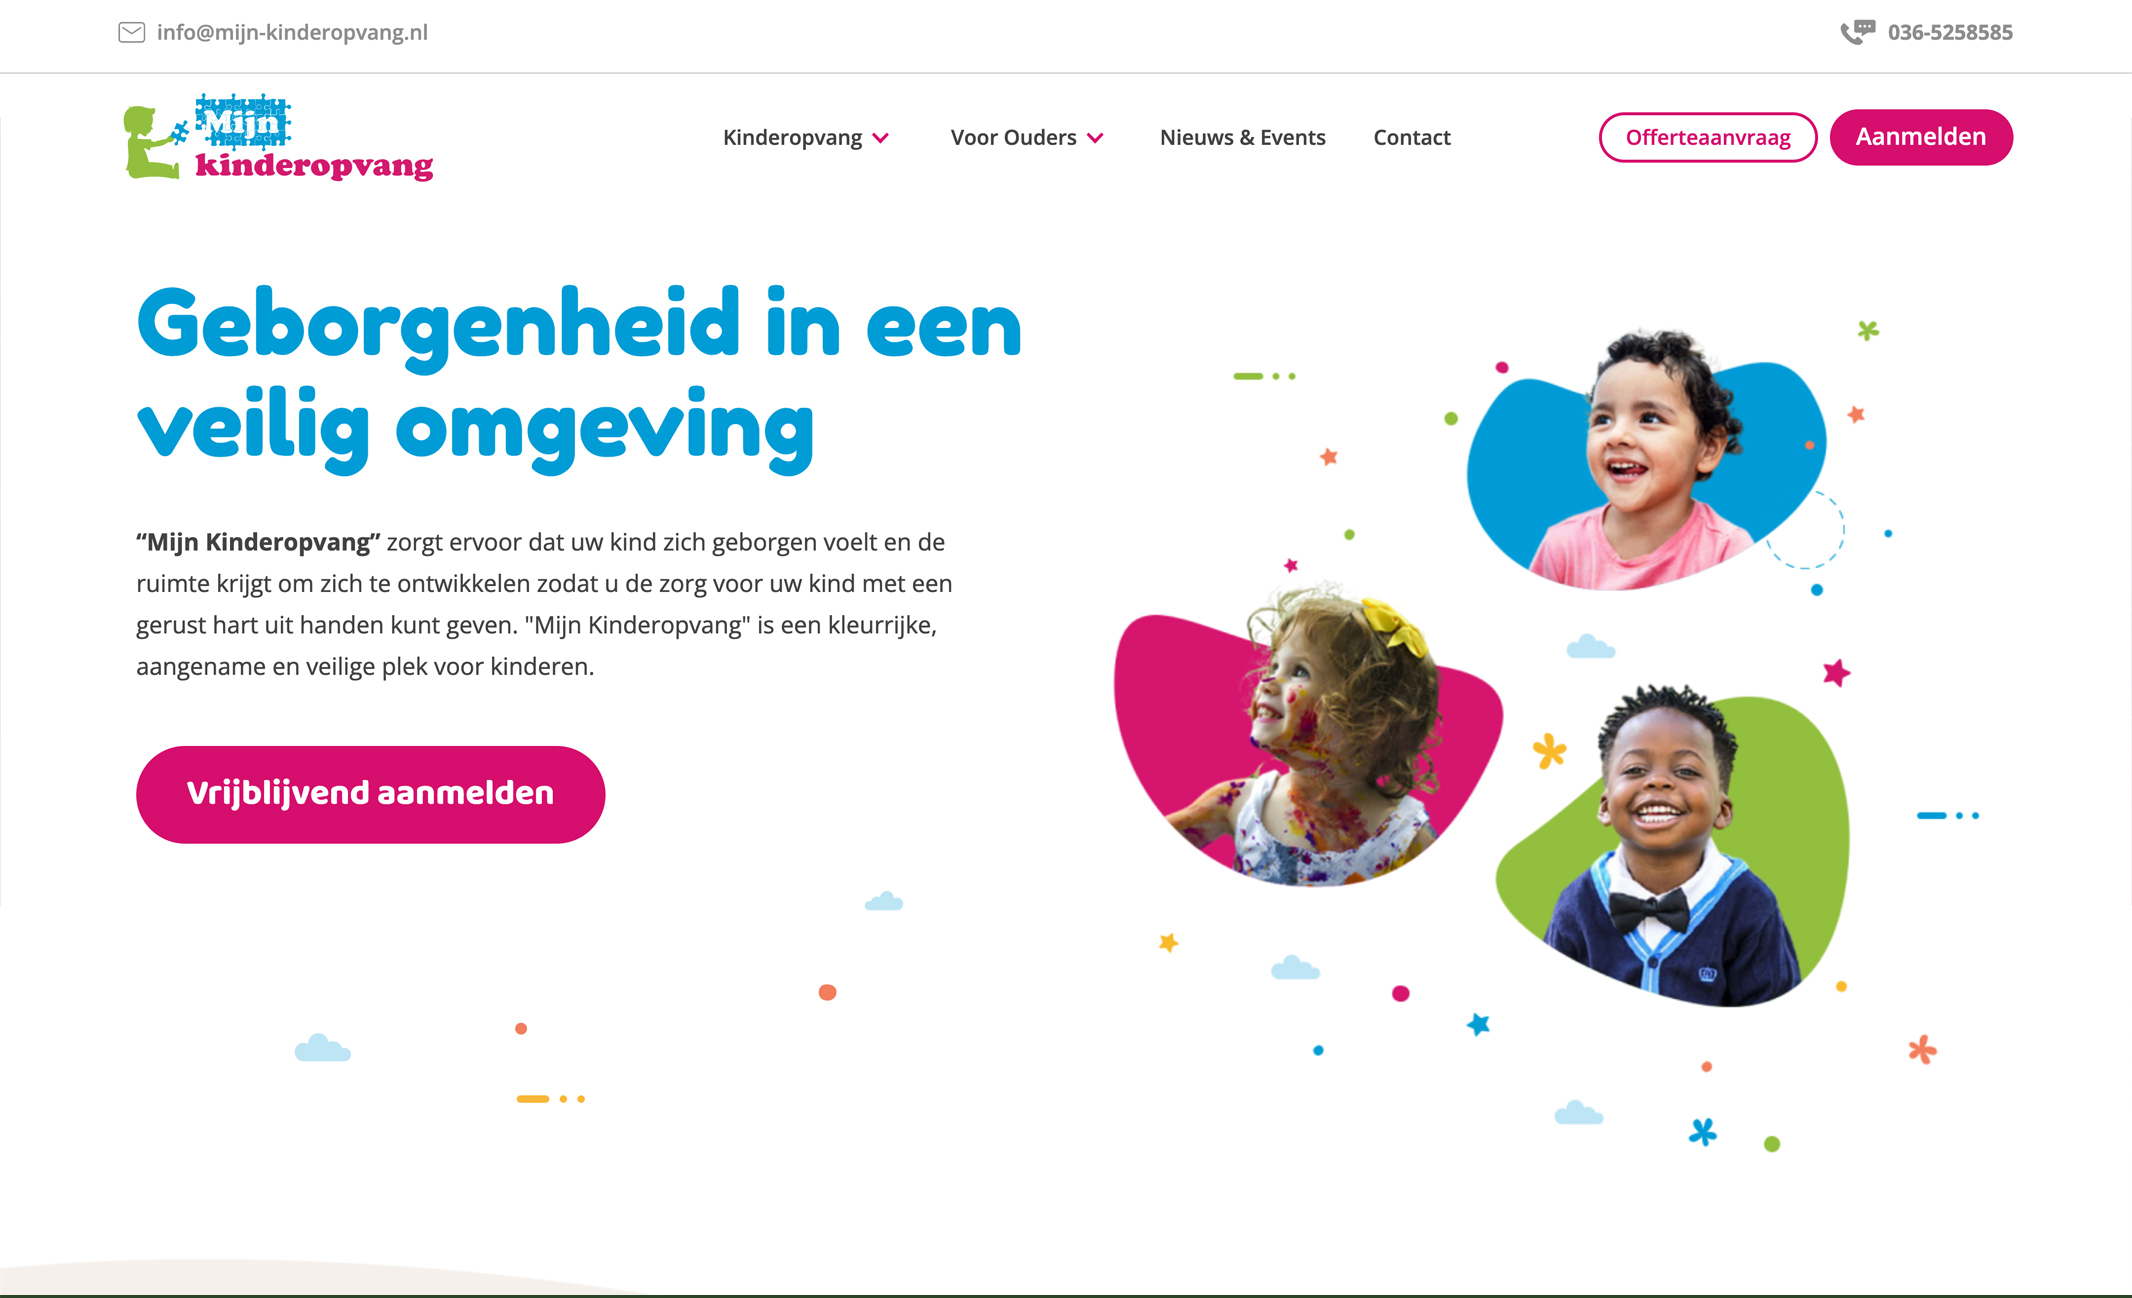 info@mijn-kinderopvang.nl
036-5258585
Mijn
kinderopvang
Kinderopvang
Voor Ouders
Nieuws & Events
Contact
Offerteaanvraag
Aanmelden
Geborgenheid in een
veilig omgeving
“Mijn Kinderopvang” zorgt ervoor dat uw kind zich geborgen voelt en de
ruimte krijgt om zich te ontwikkelen zodat u de zorg voor uw kind met een
gerust hart uit handen kunt geven. "Mijn Kinderopvang" is een kleurrijke,
aangename en veilige plek voor kinderen.
Vrijblijvend aanmelden